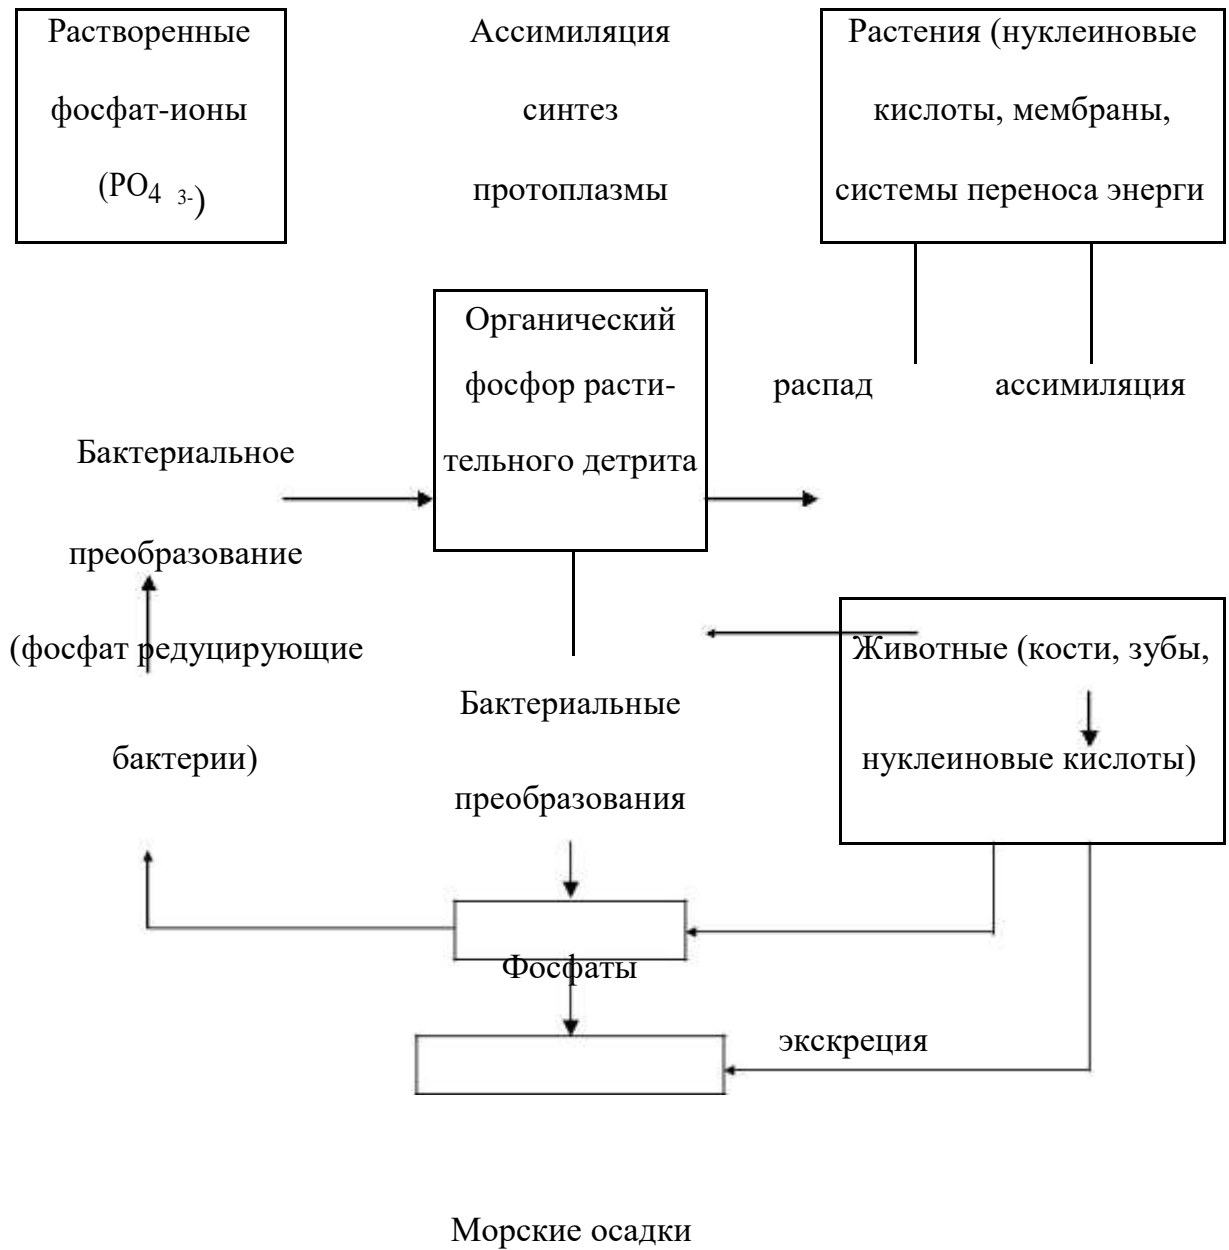 Растворенные
фосфат-ионы
(PO4 3-)
Ассимиляция
синтез
протоплазмы
Растения (нуклеиновые
кислоты, мембраны,
системы переноса энерги
Органический
фосфор расти-
тельного детрита
распад
ассимиляция
Бактериальное
преобразование
(фосфат редуцирующие
бактерии)
Бактериальные
преобразования
Животные (кости, зубы,
нуклеиновые кислоты)
Фосфаты
экскреция
Морские осадки